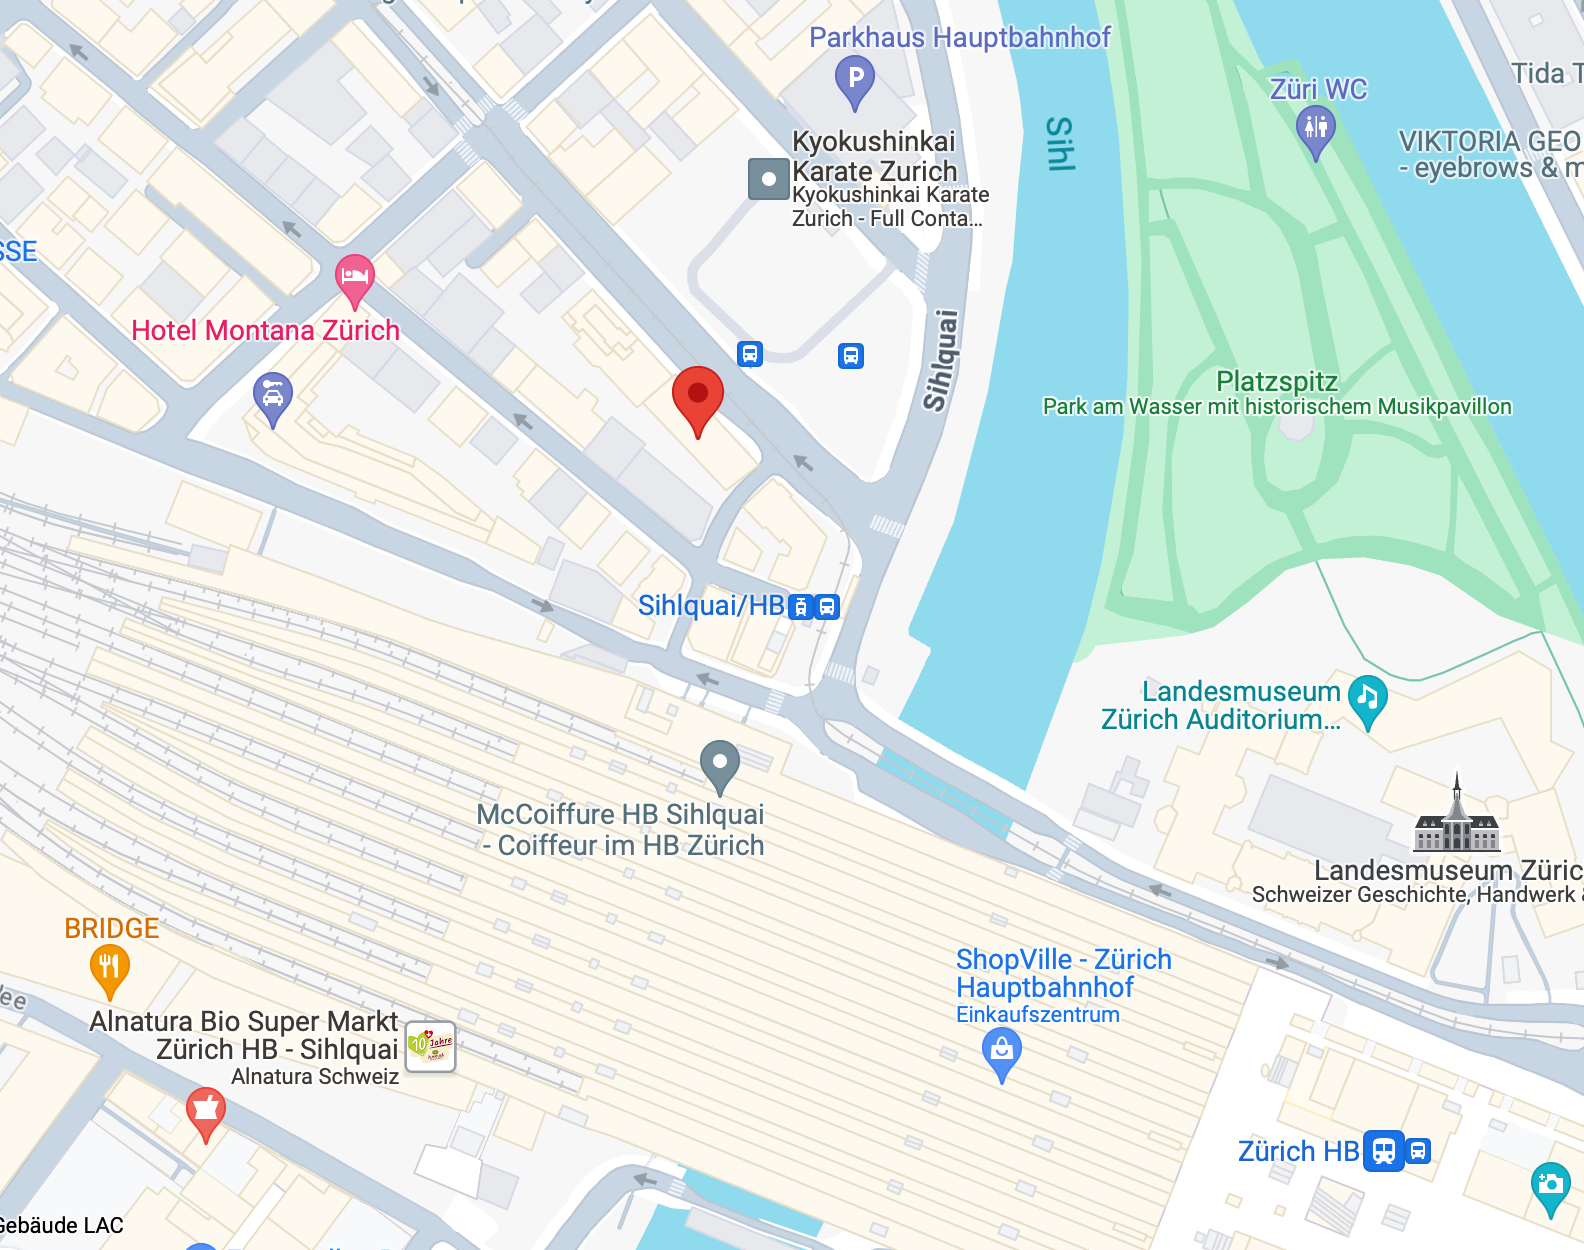 Parkhaus Hauptbahnhof
P
Sihl
Züri WC
Tida T
VIKTORIA GEO
- eyebrows & m
Kyokushinkai
Karate Zurich
Kyokushinkai Karate
Zurich - Full Conta...
SSE
Hotel Montana Zürich
Sihlquai
Platzspitz
Park am Wasser mit historischem Musikpavillon
Sihlquai/HB
Landesmuseum
Zürich Auditorium...
McCoiffure HB Sihlquai
- Coiffeur im HB Zürich
Landesmuseum Züric
Schweizer Geschichte, Handwerk &
BRIDGE
ShopVille - Zürich
Hauptbahnhof
Einkaufszentrum
lee
Alnatura Bio Super Markt
Zürich HB - Sihlquai
Alnatura Schweiz
10 Jahre
Zürich HB
Gebäude LAC